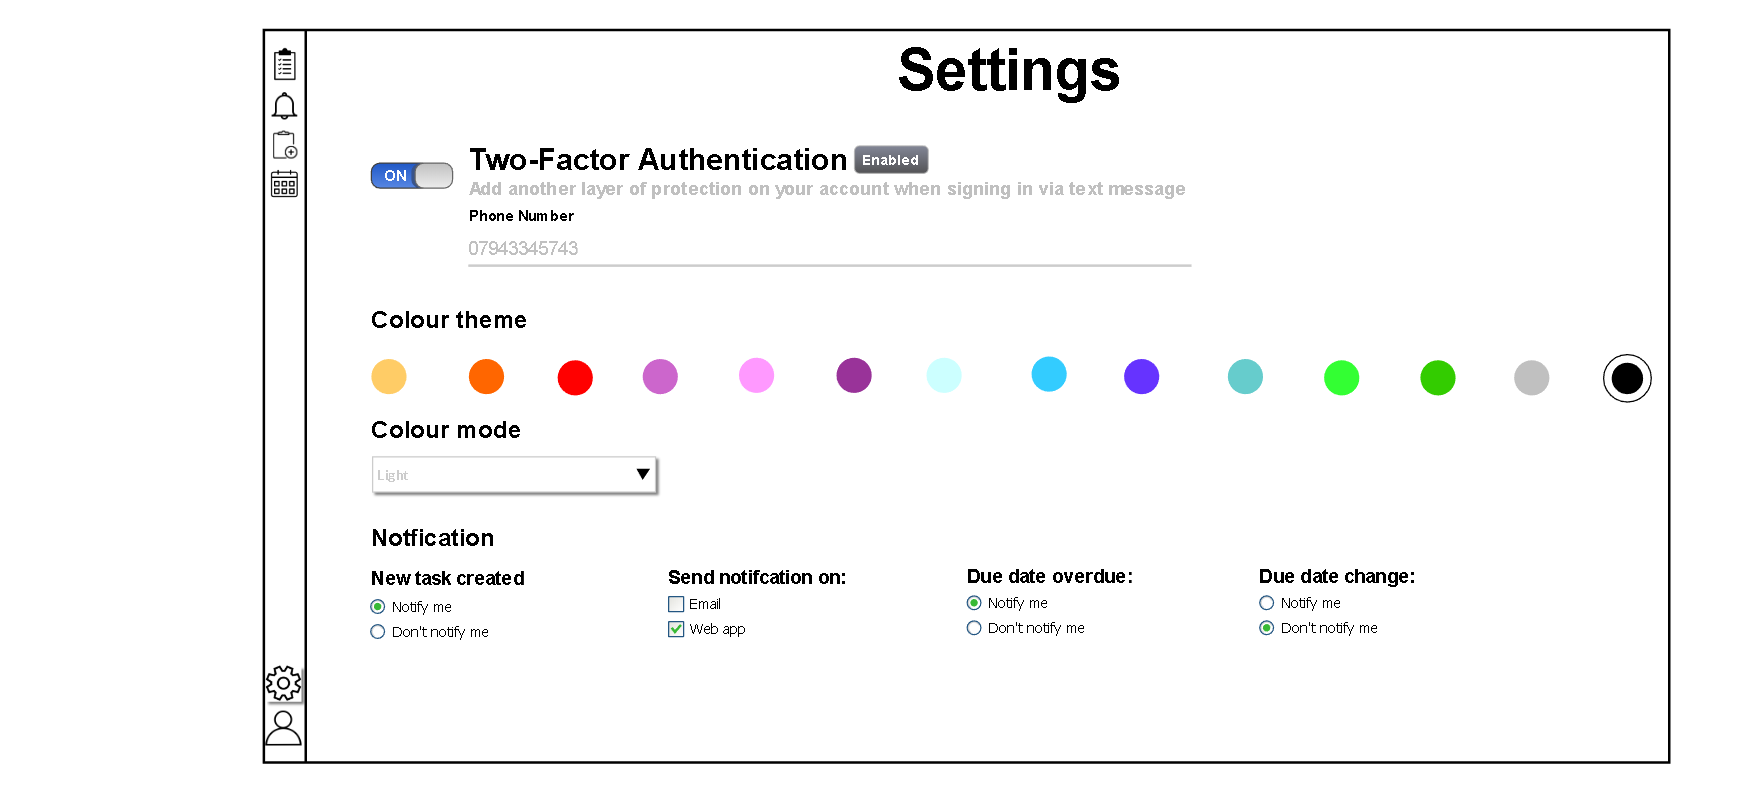 Settings
ON
Two-Factor Authentication Enabled
Add another layer of protection on your account when signing in via text message
Phone Number
07943345743
Colour theme
Colour mode
Light
Notfication
New task created
Notify me
Don't notify me
Send notifcation on:
Email
Web app
Due date overdue:
Notify me
Don't notify me
Due date change:
Notify me
Don't notify me